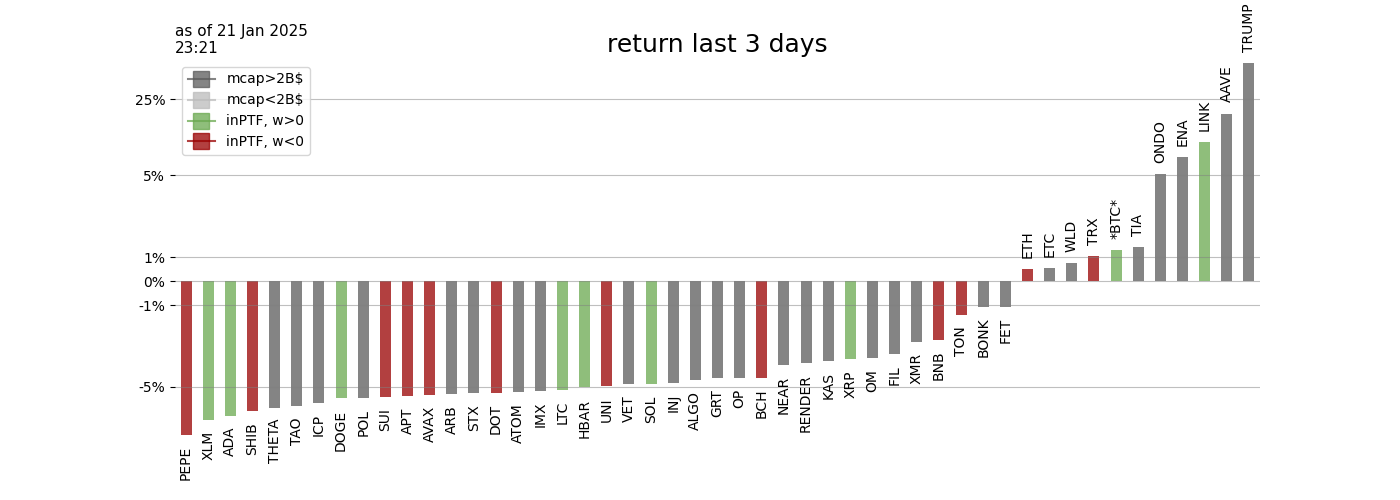 as of 21 Jan 2025
23:21
return last 3 days
mcap>2B$
mcap<2B$
inPTF, w>0
inPTF, w<0
25%
5%
1%
0%
-1%
-5%
PEPE
XLM
ADA
SHIB
THETA
TAO
ICP
DOGE
POL
SUI
APT
AVAX
ARB
STX
DOT
ATOM
IMX
LTC
HBAR
UNI
VET
SOL
INJ
ALGO
GRT
OP
BCH
NEAR
RENDER
KAS
XRP
OM
FIL
XMR
BNB
TON
BONK
FET
ETH
ETC
WLD
TRX
*BTC*
TIA
ONDO
ENA
LINK
AAVE
TRUMP